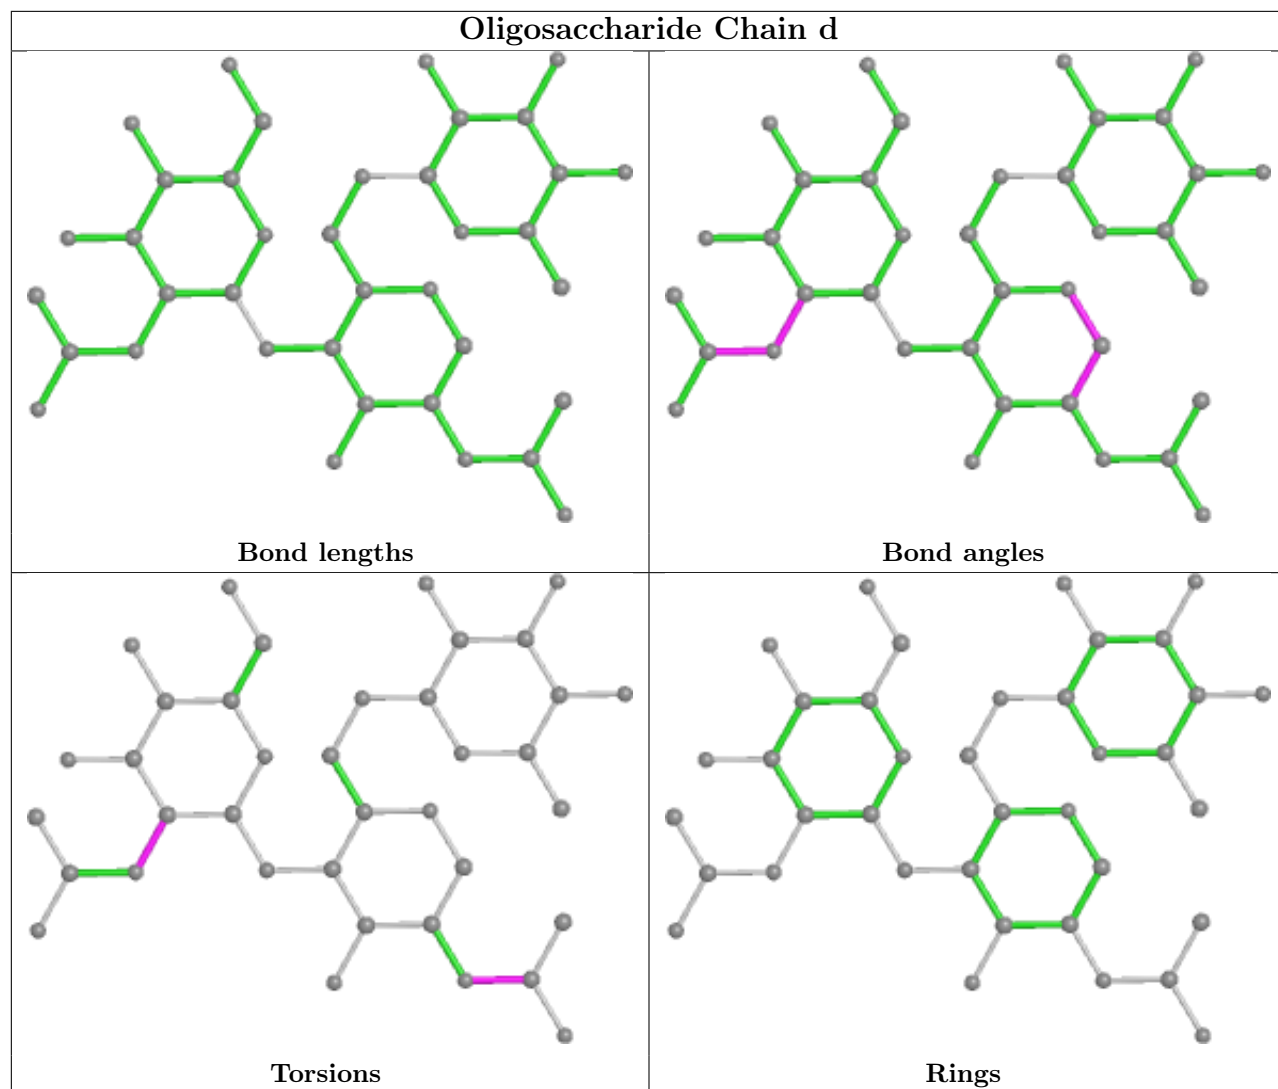 Oligosaccharide Chain d
Bond lengths
Bond angles
Torsions
Rings